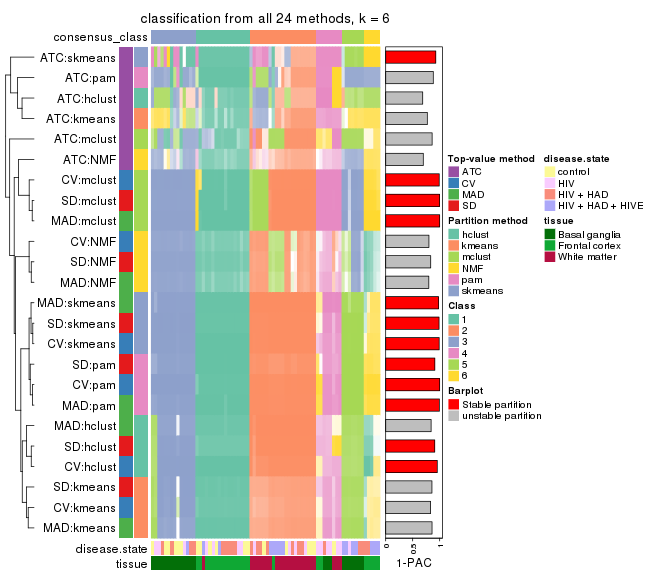 classification from all 24 methods, k = 6
consensus_class
ATC:skmeans
ATC:pam
ATC:hclust
ATC:kmeans
ATC:mclust
ATC:NMF
CV:mclust
SD:mclust
MAD:mclust
CV:NMF
SD:NMF
MAD:NMF
MAD:skmeans
SD:skmeans
CV:skmeans
SD:pam
CV:pam
MAD:pam
MAD:hclust
SD:hclust
CV:hclust
SD:kmeans
CV:kmeans
MAD:kmeans
disease.state
tissue
0
0.5
1
1-PAC
Top-value method
ATC
CV
MAD
SD
Partition method
hclust
kmeans
mclust
NMF
pam
skmeans
Class
1
2
3
4
5
6
Barplot
Stable partition
unstable partition
disease.state
control
HIV
HIV + HAD
HIV + HAD + HIVE
tissue
Basal ganglia
Frontal cortex
White matter